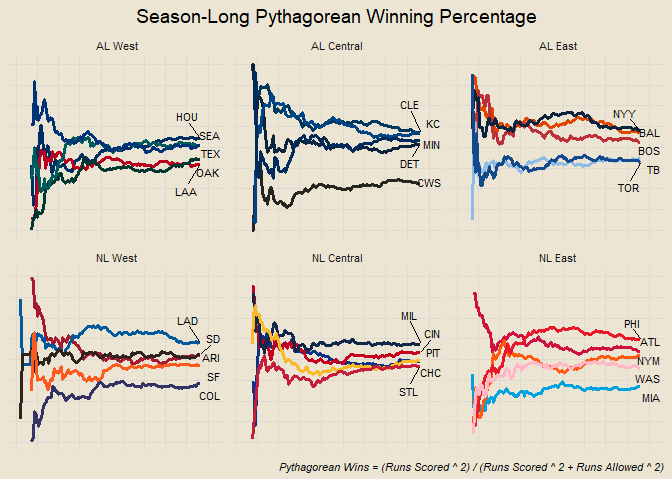 Season-Long Pythagorean Winning Percentage
AL West
AL Central
AL East
HOU
SEA
TEX
OAK
LAA
CLE
KC
MIN
DET
CWS
NYY
BAL
BOS
TB
TOR
NL West
NL Central
NL East
LAD
SD
ARI
SF
COL
MIL
CIN
PIT
CHC
STL
PHI
ATL
NYM
WAS
MIA
Pythagorean Wins = (Runs Scored ^ 2) / (Runs Scored ^ 2 + Runs Allowed ^ 2)